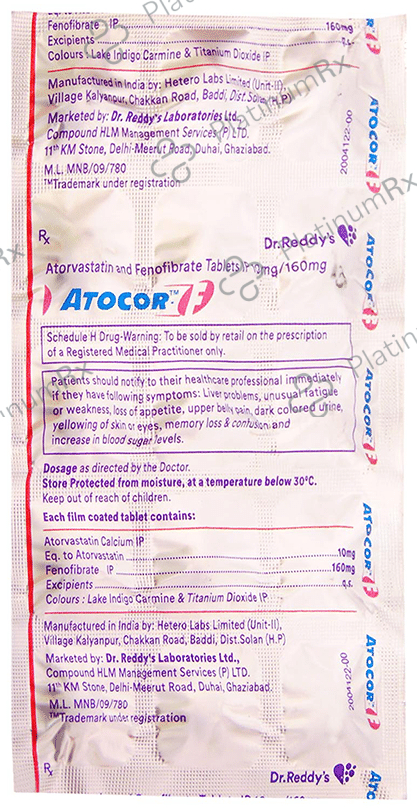 Fenofibrate IP 160mg
Excipients q.s.
Colours : Lake Indigo Carmine & Titanium Dioxide IP
Manufactured in India by: Hetero Labs Limited (Unit-II),
Village Kalyanpur, Chakkan Road, Baddi, Dist.Solan (H.P)
Marketed by: Dr. Reddy's Laboratories Ltd.,
Compound HLM Management Services (P) LTD.
11th KM Stone, Delhi-Meerut Road, Duhai, Ghaziabad.
M.L. MNB/09/780
™Trademark under registration
2004122-00
ATOCOR F
Rx
Dr.Reddy's
Atorvastatin and Fenofibrate Tablets IP 10mg/160mg
ATOCOR™ F
ATOCOR F
Schedule H Drug-Warning: To be sold by retail on the prescription
of a Registered Medical Practitioner only.
Patients should notify to their healthcare professional immediately
if they have following symptoms: Liver problems, unusual fatigue
or weakness, loss of appetite, upper belly pain, dark colored urine,
yellowing of skin or eyes, memory loss & confusion, and
increase in blood sugar levels.
ATOCOR F
Dosage as directed by the Doctor.
Store Protected from moisture, at a temperature below 30°C.
Keep out of reach of children.
Each film coated tablet contains:
Atorvastatin Calcium IP
Eq. to Atorvastatin 10mg
Fenofibrate IP 160mg
Excipients q.s.
Colours : Lake Indigo Carmine & Titanium Dioxide IP
ATOCOR F
Manufactured in India by: Hetero Labs Limited (Unit-II),
Village Kalyanpur, Chakkan Road, Baddi, Dist.Solan (H.P)
Marketed by: Dr. Reddy's Laboratories Ltd.,
Compound HLM Management Services (P) LTD.
11th KM Stone, Delhi-Meerut Road, Duhai, Ghaziabad.
M.L. MNB/09/780
™Trademark under registration
2004122-00
ATOCOR F
Rx
Dr.Reddy's
PlatinumRx
PlatinumRx
PlatinumRx